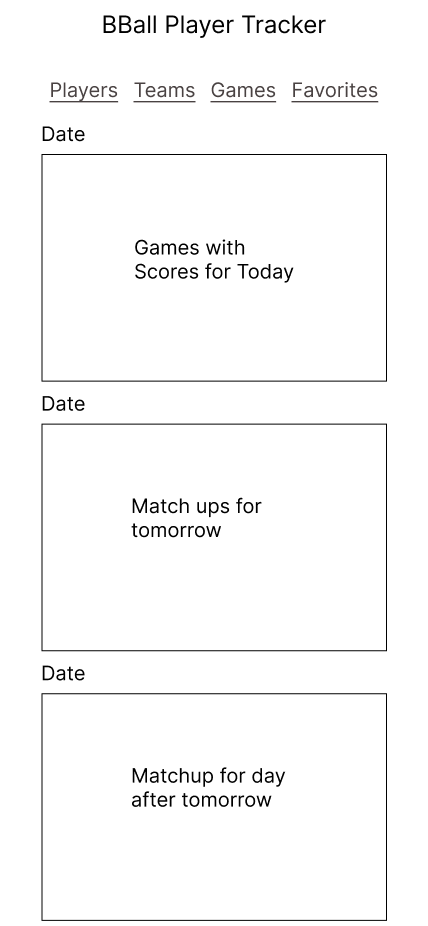 BBall Player Tracker
Players Teams Games Favorites
Date
Games with
Scores for Today
Date
Match ups for
tomorrow
Date
Matchup for day
after tomorrow